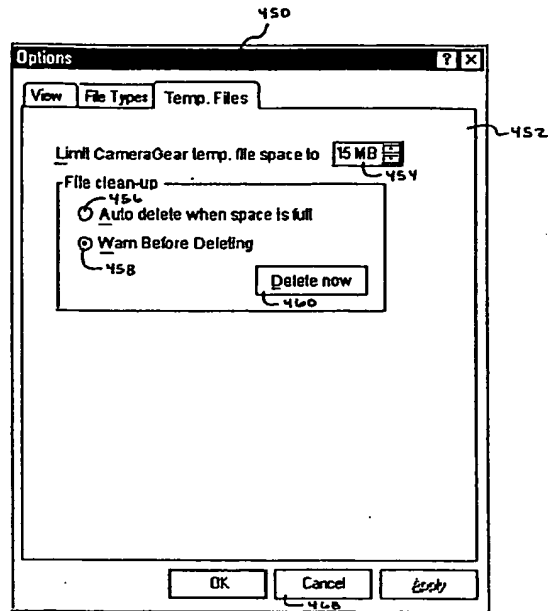 450
Options ? ×
View File Types Temp. Files
452
Limit CameraGear temp. file space to 15 MB
454
File clean-up
456
Auto delete when space is full
Warn Before Deleting
458
Delete now
460
OK Cancel Apply
468